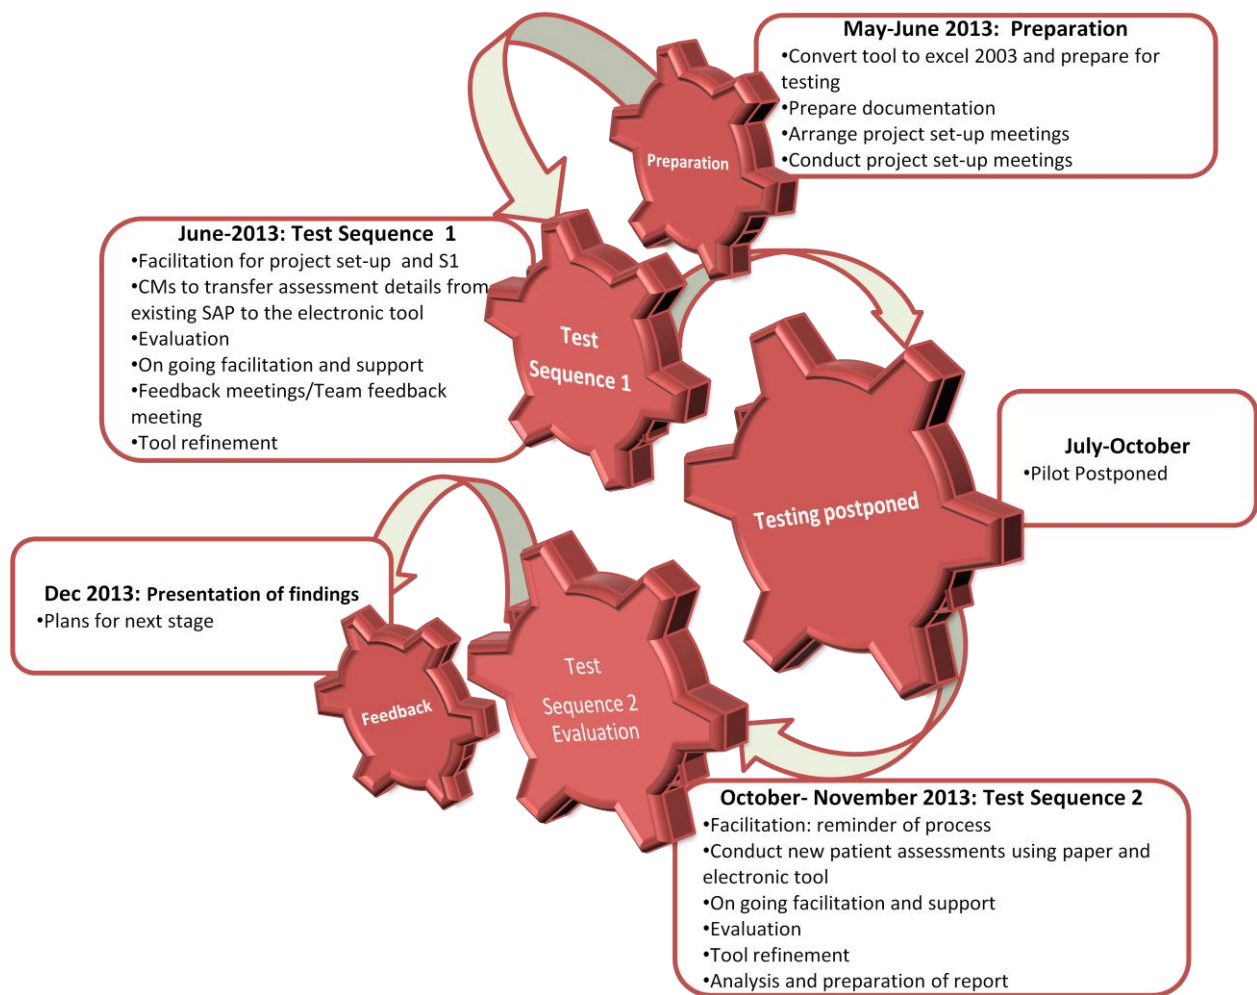 May-June 2013:  Preparation
•Convert tool to excel 2003 and prepare for
testing
•Prepare documentation
•Arrange project set-up meetings
•Conduct project set-up meetings
Preparation
June-2013: Test Sequence  1
•Facilitation for project set-up  and S1
•CMs to transfer assessment details from
existing SAP to the electronic tool
•Evaluation
•On going facilitation and support
•Feedback meetings/Team feedback
meeting
•Tool refinement
Test
Sequence 1
July-October
•Pilot Postponed
Testing postponed
Dec 2013: Presentation of findings
•Plans for next stage
Feedback
Test
Sequence 2
Evaluation
October- November 2013: Test Sequence 2
•Facilitation: reminder of process
•Conduct new patient assessments using paper and
electronic tool
•On going facilitation and support
•Evaluation
•Tool refinement
•Analysis and preparation of report